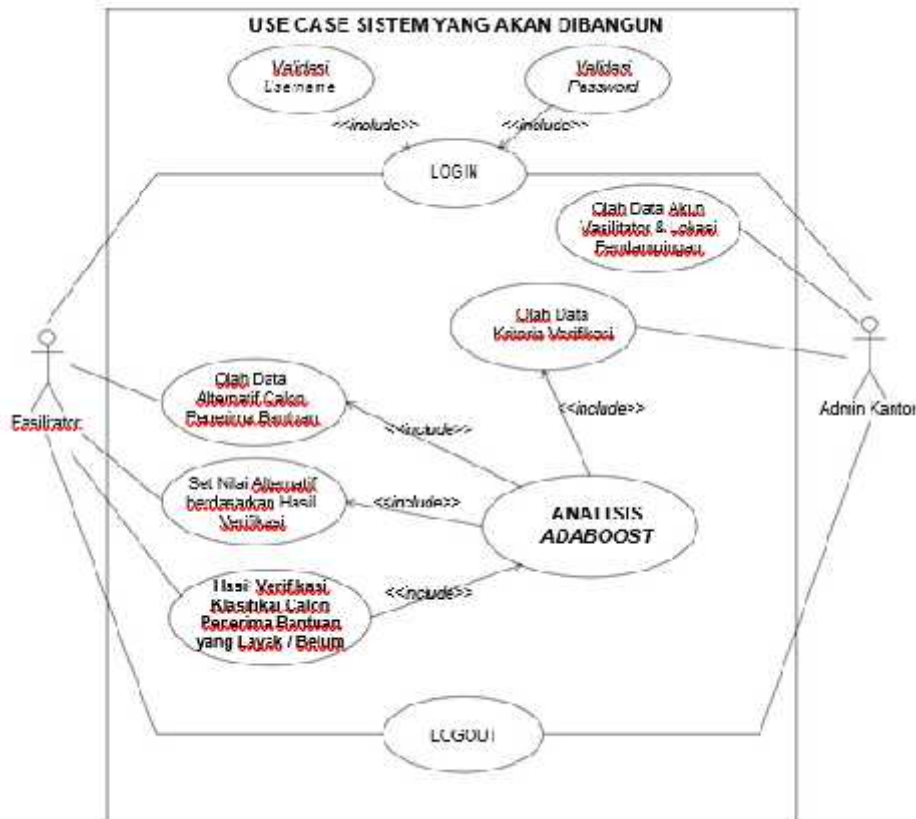 USE CASE SISTEM YANG AKAN DIBANGUN
Validasi
Username
Validasi
Password
<<include>>
<<include>>
LOGIN
Olah Data Akun
Vasilitator & Lokasi
Pendampingan
Olah Data
Kriteria Verifikasi
Olah Data
Alternatif Calon
Penerima Bantuan
<<include>>
<<include>>
Fasilitator
Admin Kantor
Set Nilai Alternatif
berdasarkan Hasil
Verifikasi
<<include>>
ANALISIS
ADABOOST
Hasil Verifikasi
Klasifikai Calon
Penerima Bantuan
yang Layak / Belum
<<include>>
LOGOUT